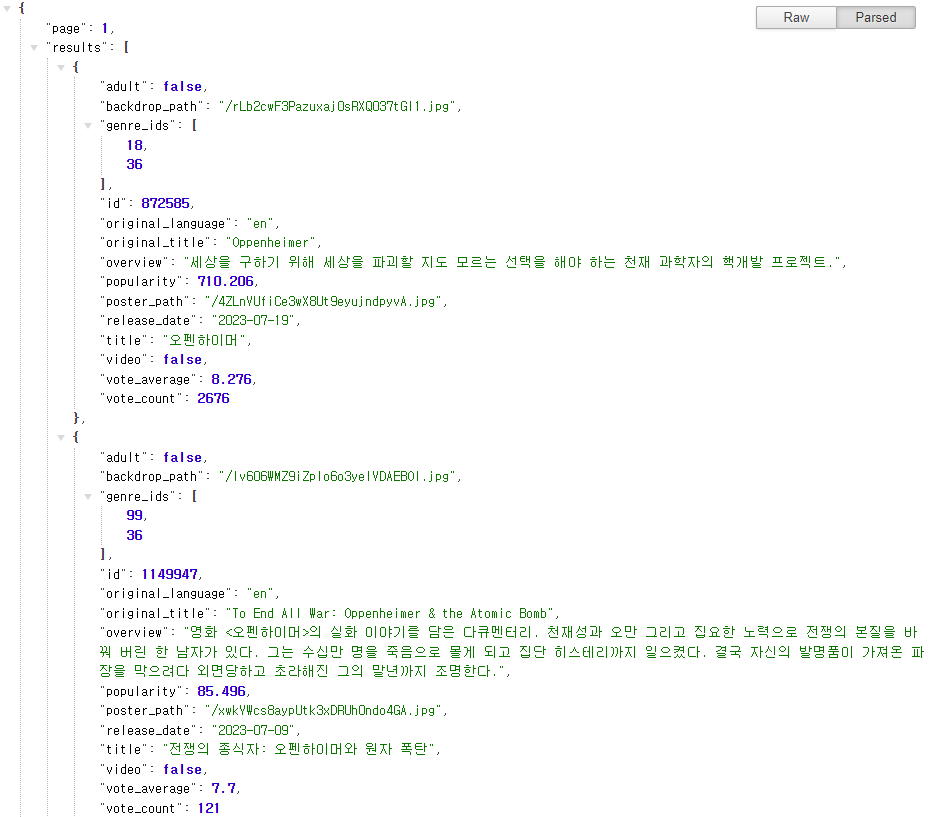 {
"page": 1,
Raw
Parsed
"results": [
{
"adult": false,
"backdrop_path": "/rLb2cwF3Pazuxaj0sRXQ037tGI1.jpg",
"genre_ids": [
18,
36
],
"id": 872585,
"original_language": "en",
"original_title": "Oppenheimer",
"overview": "세상을 구하기 위해 세상을 파괴할 지도 모르는 선택을 해야 하는 천재 과학자의 핵개발 프로젝트.",
"popularity": 710.206,
"poster_path": "/4ZLnVUfiCe3wX8Ut9eyujndpyvA.jpg",
"release_date": "2023-07-19",
"title": "오펜하이머",
"video": false,
"vote_average": 8.276,
"vote_count": 2676
},
{
"adult": false,
"backdrop_path": "/lv6O6WMZ9iZplo6o3yelVDAEBOl.jpg",
"genre_ids": [
99,
36
],
"id": 1149947,
"original_language": "en",
"original_title": "To End All War: Oppenheimer & the Atomic Bomb",
"overview": "영화 <오펜하이머>의 실화 이야기를 담은 다큐멘터리. 천재성과 오만 그리고 집요한 노력으로 전쟁의 본질을 바
꿔 버린 한 남자가 있다. 그는 수십만 명을 죽음으로 몰게 되고 집단 히스테리까지 일으켰다. 결국 자신의 발명품이 가져온 파
장을 막으려다 외면당하고 초라해진 그의 말년까지 조명한다.",
"popularity": 85.496,
"poster_path": "/xwkYWcs8aypUtk3xDRUhOndo4GA.jpg",
"release_date": "2023-07-09",
"title": "전쟁의 종식자: 오펜하이머와 원자 폭탄",
"video": false,
"vote_average": 7.7,
"vote_count": 121